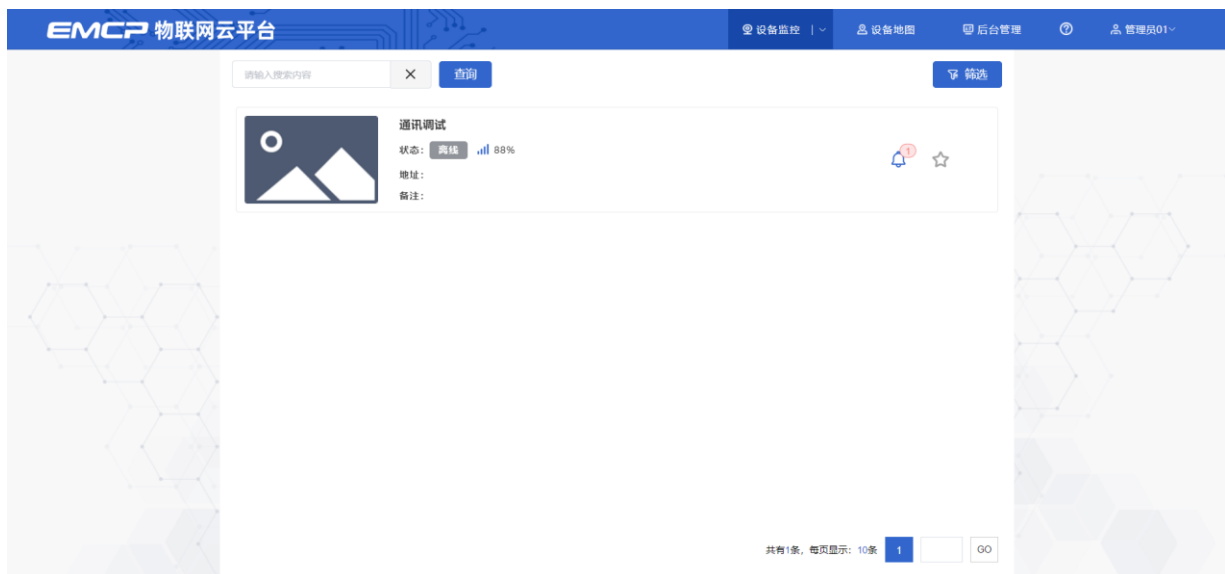 EMCP 物联网云平台 设备监控 设备地图 后台管理 管理员01
请输入搜索内容 查询 筛选
通讯调试
状态: 离线 88% 1
地址:
备注:
共有1条, 每页显示: 10条 1 GO